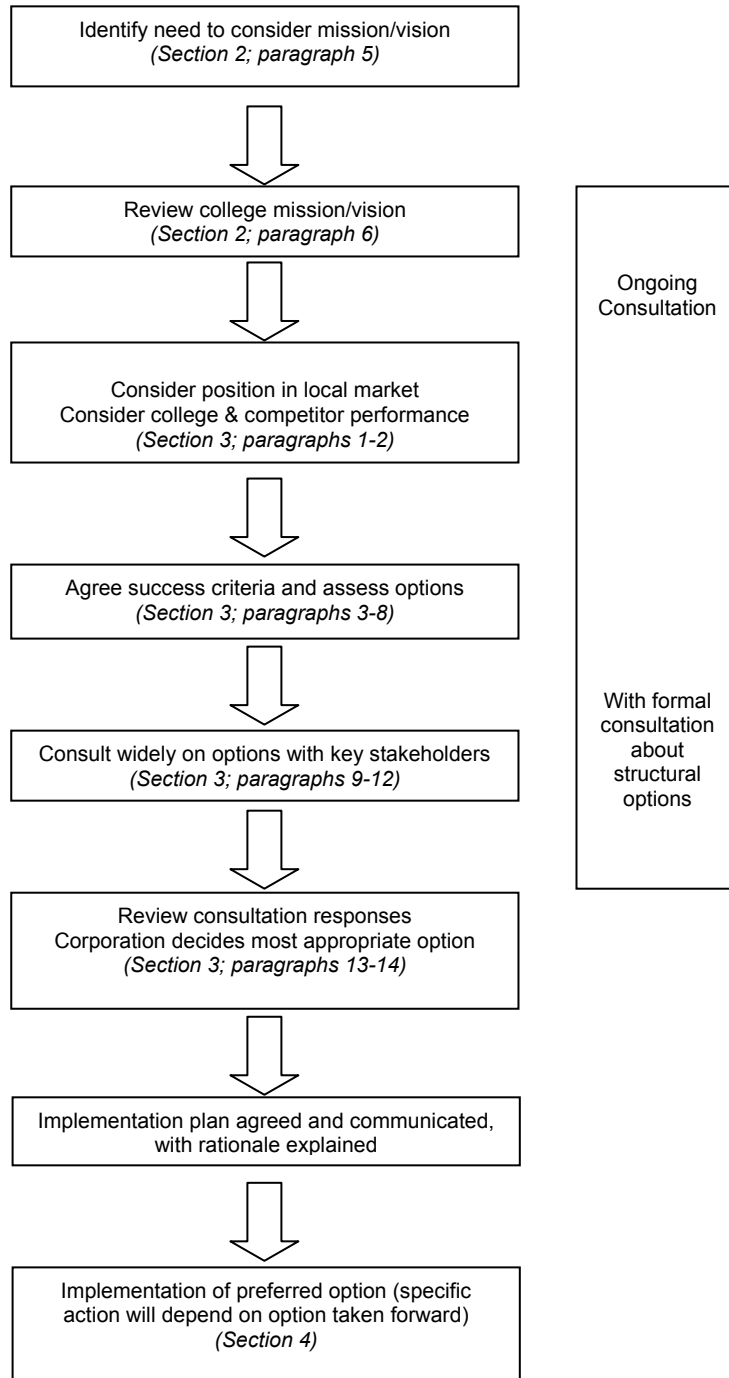 Identify need to consider mission/vision
(Section 2; paragraph 5)
Review college mission/vision
(Section 2; paragraph 6)
Consider position in local market
Consider college & competitor performance
(Section 3; paragraphs 1-2)
Agree success criteria and assess options
(Section 3; paragraphs 3-8)
Consult widely on options with key stakeholders
(Section 3; paragraphs 9-12)
Review consultation responses
Corporation decides most appropriate option
(Section 3; paragraphs 13-14)
Implementation plan agreed and communicated,
with rationale explained
Implementation of preferred option (specific
action will depend on option taken forward)
(Section 4)
Ongoing
Consultation
With formal
consultation
about
structural
options